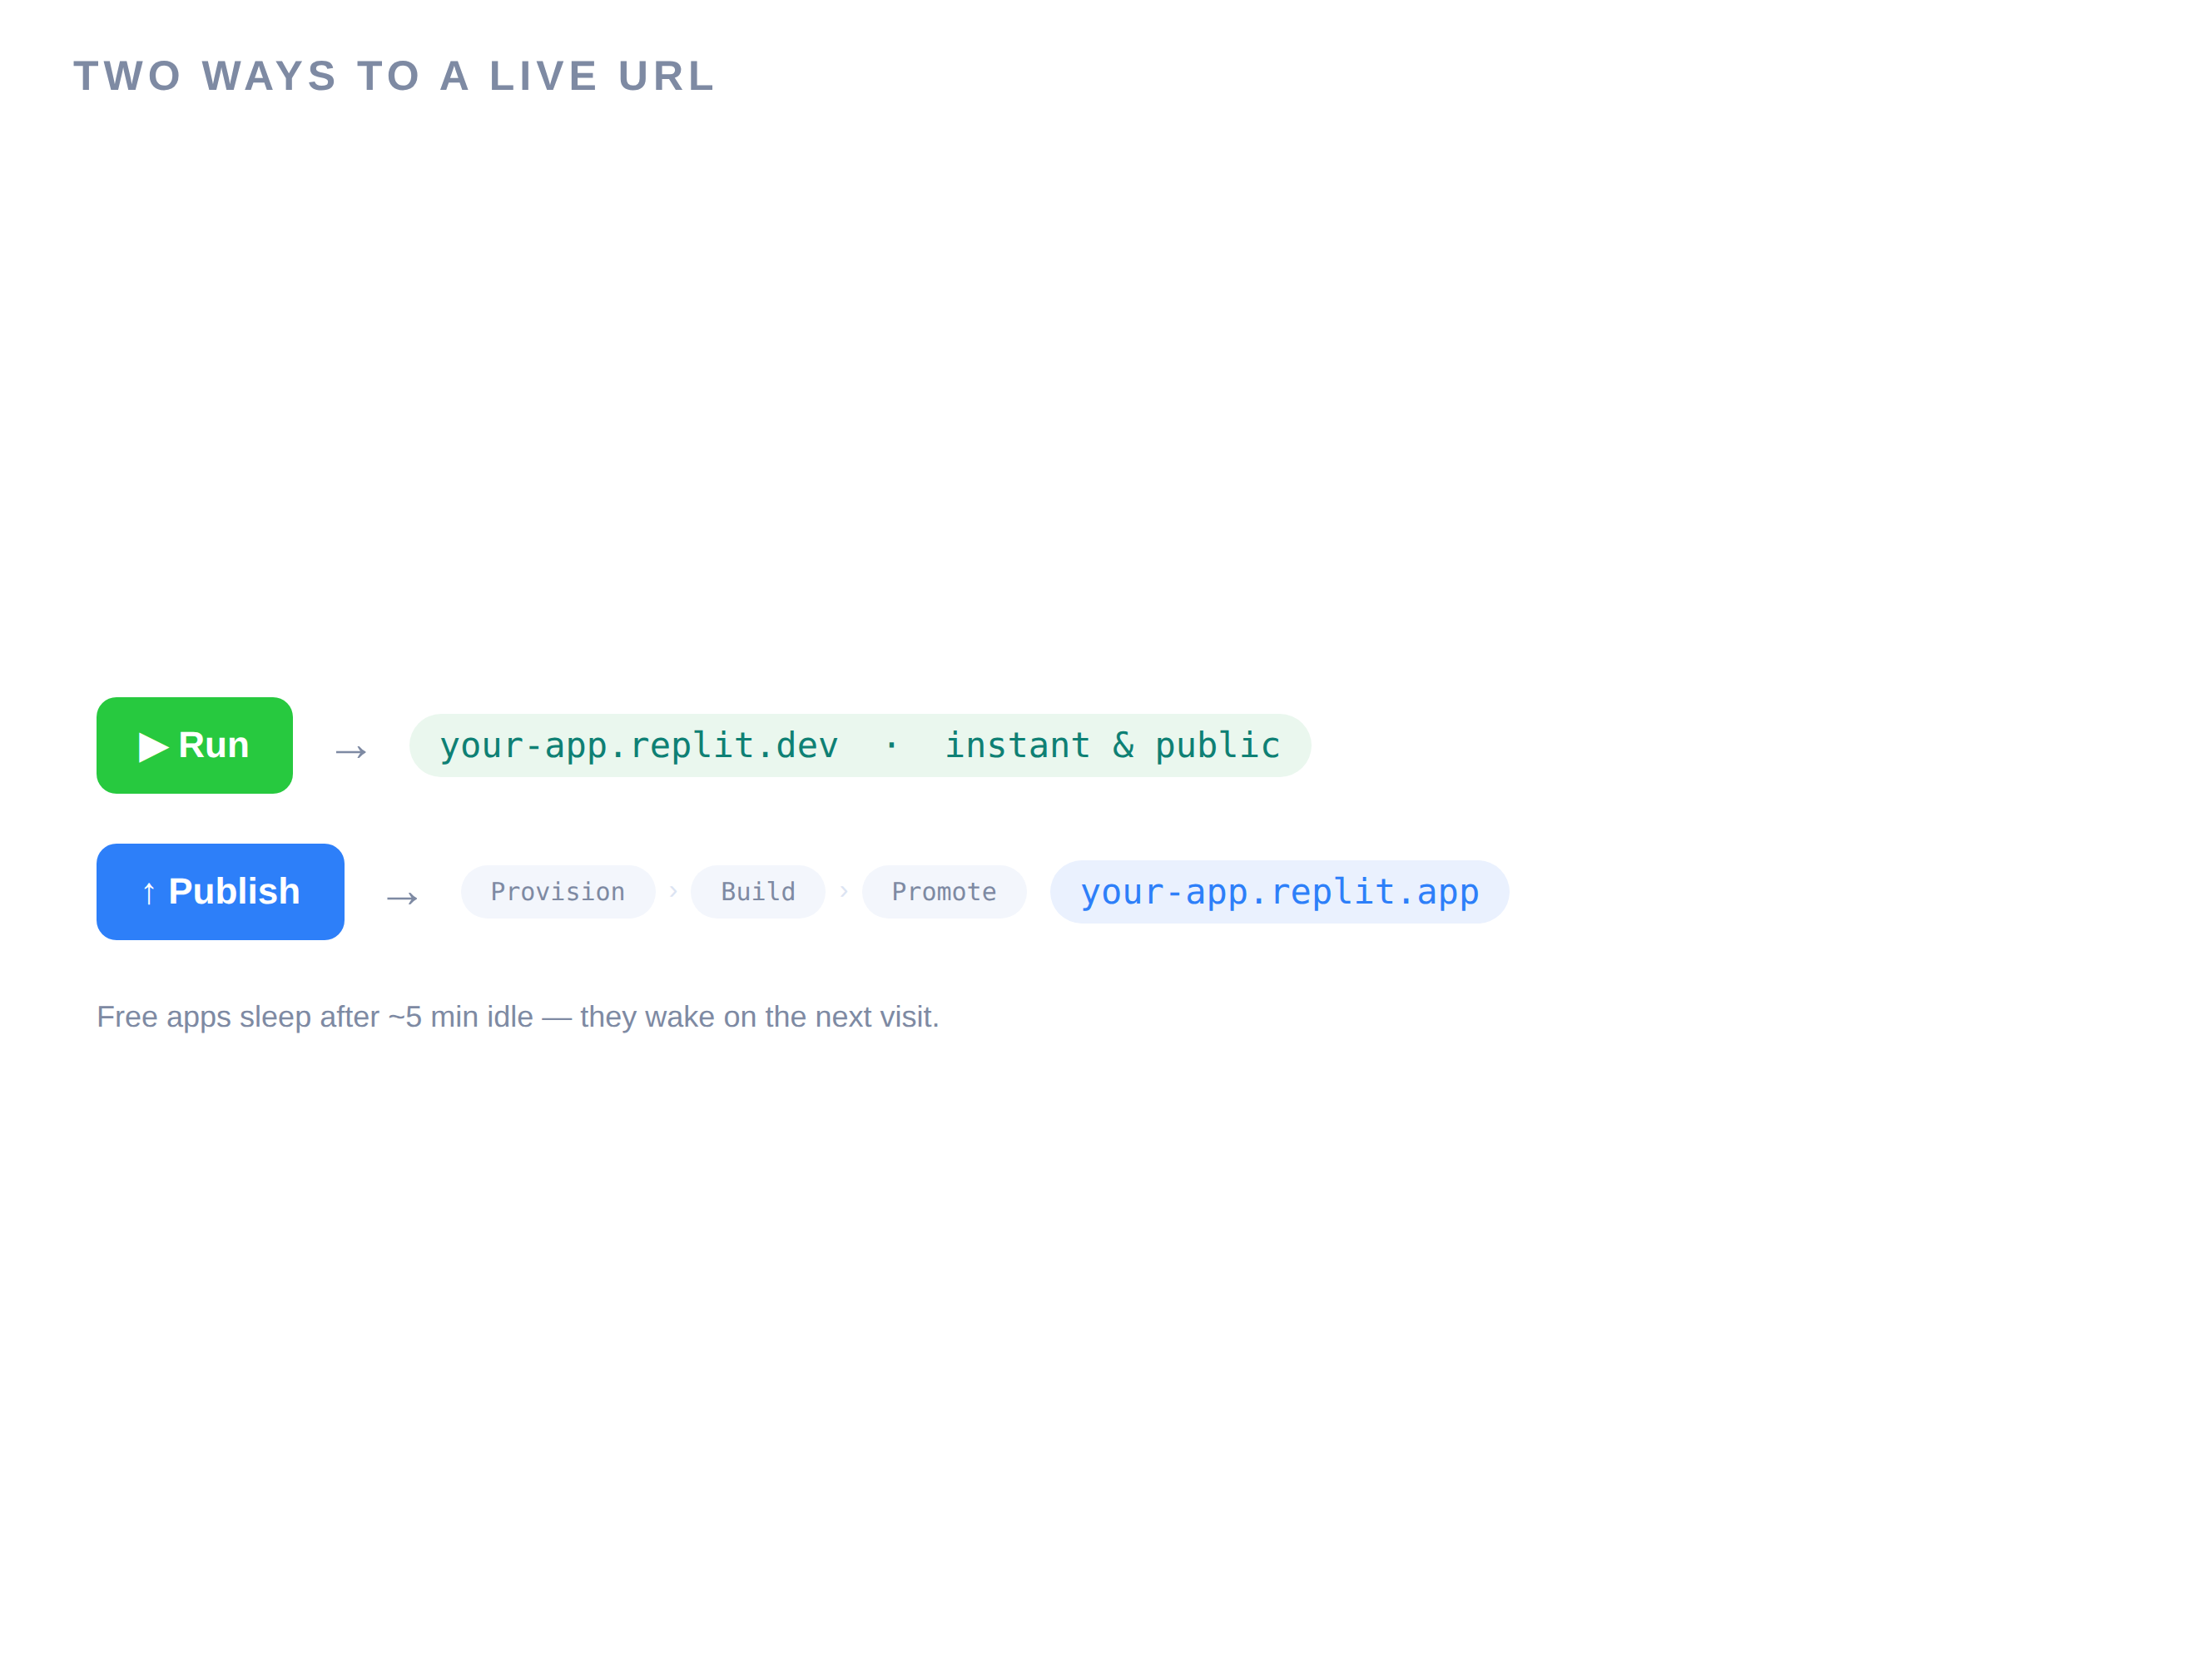 TWO WAYS TO A LIVE URL
▶ Run → your-app.replit.dev · instant & public
↑ Publish → Provision › Build › Promote your-app.replit.app
Free apps sleep after ~5 min idle — they wake on the next visit.